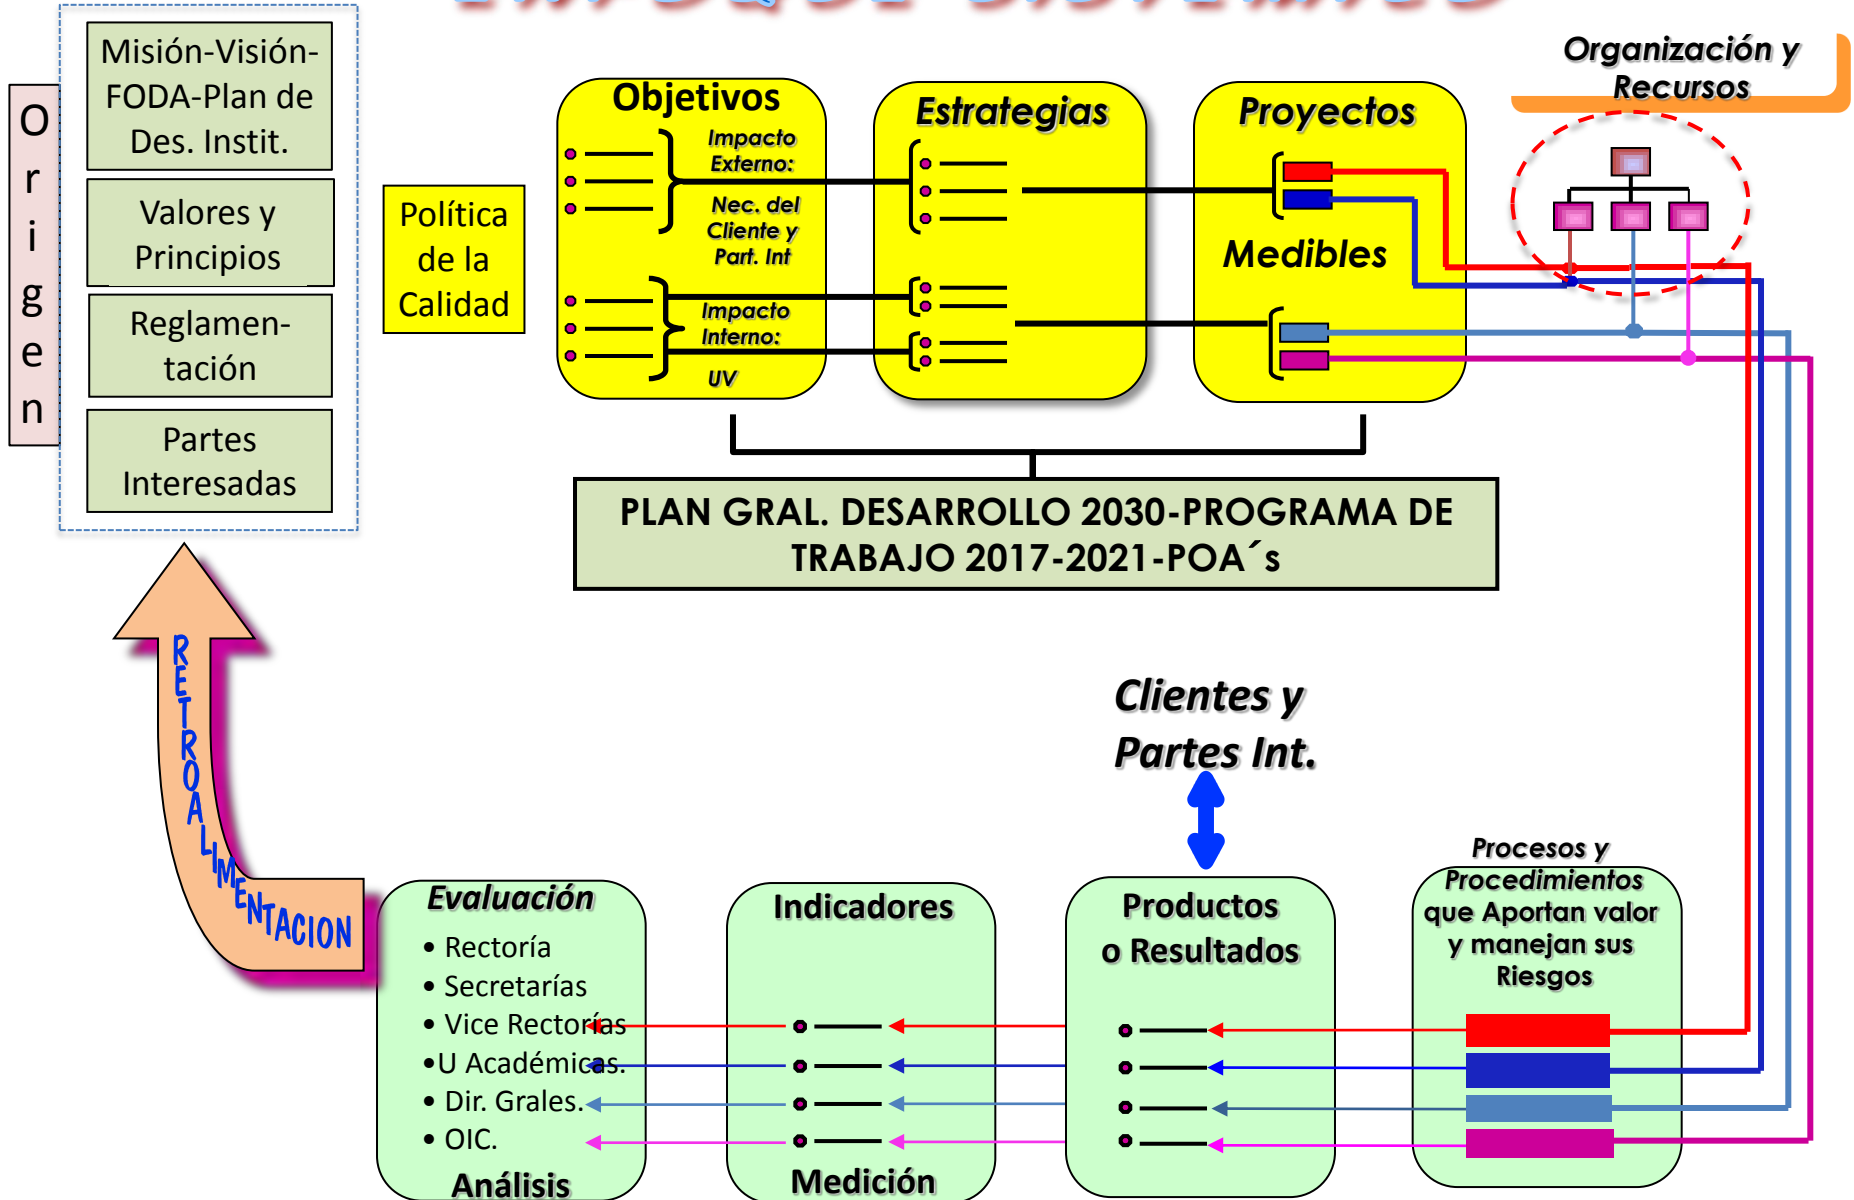 ENFOQUE SISTÉMICO
O
r
i
g
e
n
Misión-Visión-
FODA-Plan de
Des. Instit.
Valores y
Principios
Reglamen-
tación
Partes
Interesadas
Política
de la
Calidad
Objetivos
Impacto
Externo:
Nec. del
Cliente y
Part. Int
Impacto
Interno:
UV
Estrategias
Proyectos
Medibles
Organización y
Recursos
PLAN GRAL. DESARROLLO 2030-PROGRAMA DE
TRABAJO 2017-2021-POA´s
RETROALIMENTACION
Clientes y
Partes Int.
Evaluación
• Rectoría
• Secretarías
• Vice Rectorías
•U Académicas.
• Dir. Grales.
• OIC.
Análisis
Indicadores
Medición
Productos
o Resultados
Procesos y
Procedimientos
que Aportan valor
y manejan sus
Riesgos